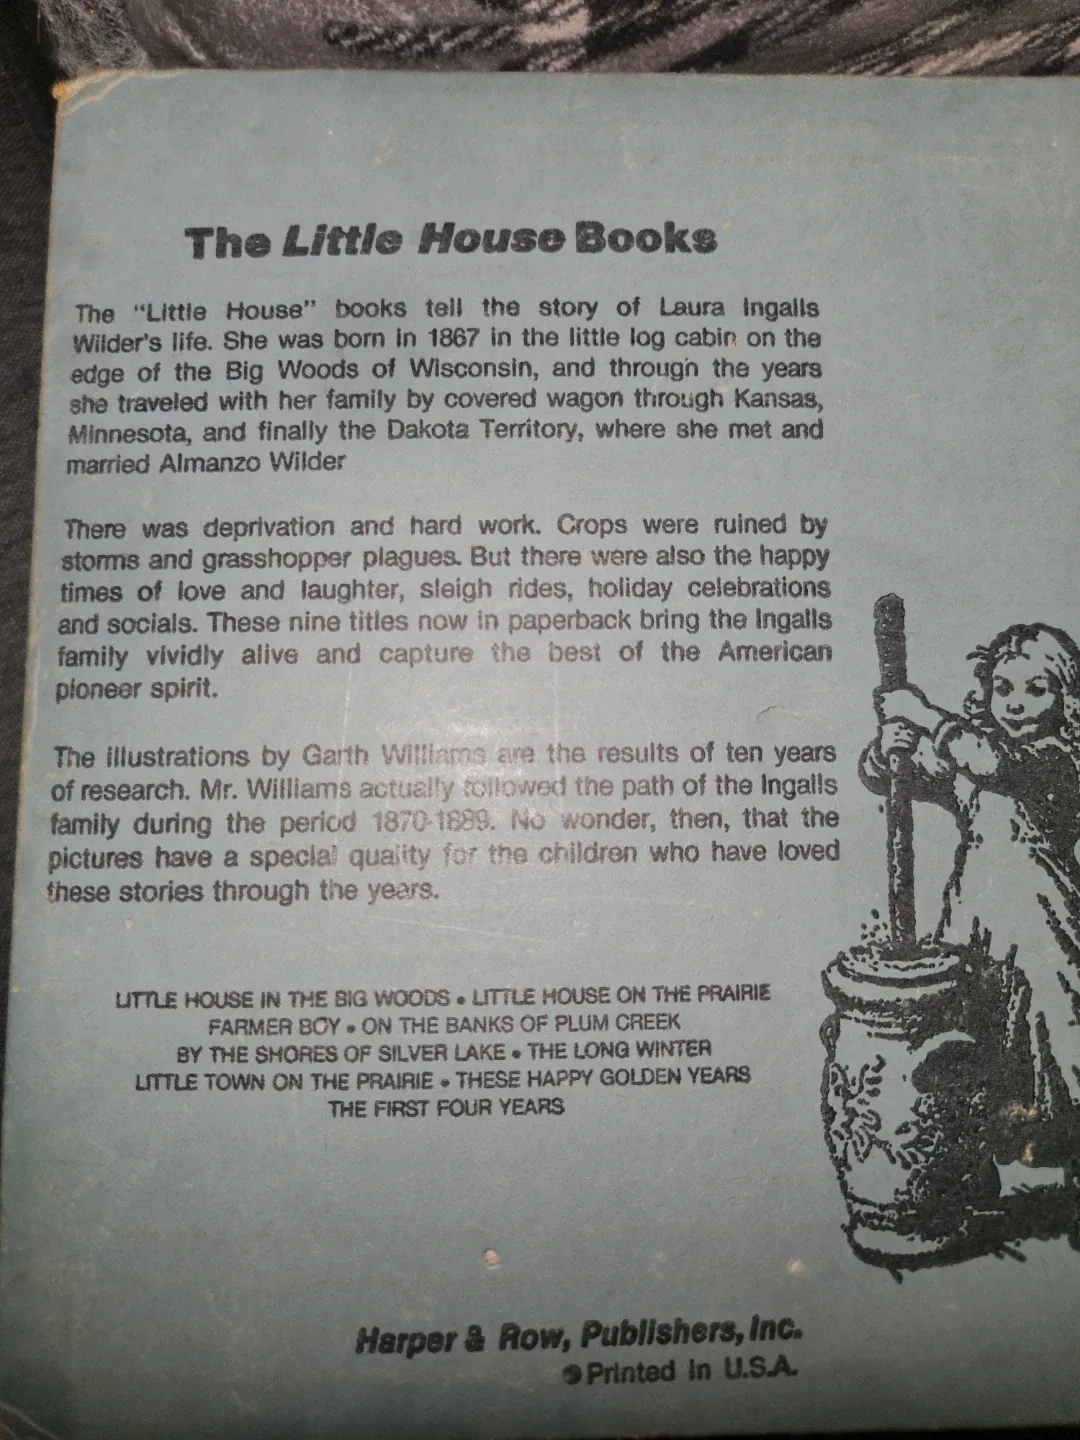 The Little House Books
The "Little House" books tell the story of Laura Ingalls
Wilder's life. She was born in 1867 in the little log cabin on the
edge of the Big Woods of Wisconsin, and through the years
she traveled with her family by covered wagon through Kansas,
Minnesota, and finally the Dakota Territory, where she met and
married Almanzo Wilder
There was deprivation and hard work. Crops were ruined by
storms and grasshopper plagues. But there were also the happy
times of love and laughter, sleigh rides, holiday celebrations
and socials. These nine titles now in paperback bring the Ingalls
family vividly alive and capture the best of the American
pioneer spirit.
The illustrations by Garth Williams are the results of ten years
of research. Mr. Williams actually followed the path of the Ingalls
family during the period 1870-1889. No wonder, then, that the
pictures have a special quality for the children who have loved
these stories through the years.
LITTLE HOUSE IN THE BIG WOODS • LITTLE HOUSE ON THE PRAIRIE
FARMER BOY • ON THE BANKS OF PLUM CREEK
BY THE SHORES OF SILVER LAKE • THE LONG WINTER
LITTLE TOWN ON THE PRAIRIE • THESE HAPPY GOLDEN YEARS
THE FIRST FOUR YEARS
Harper & Row, Publishers, Inc.
Printed in U.S.A.